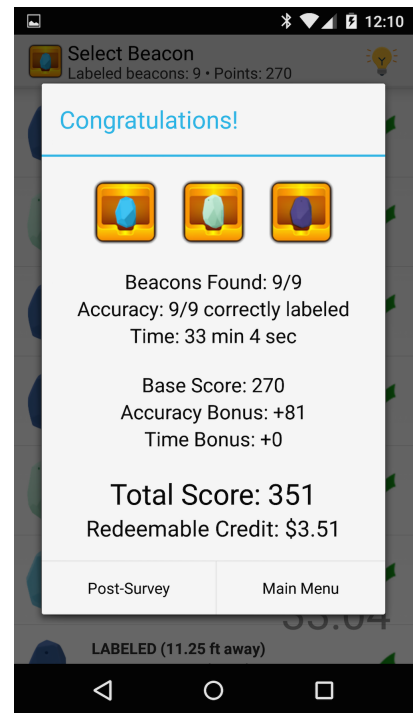 12:10
Select Beacon
Labeled beacons: 9 • Points: 270
Congratulations!
Beacons Found: 9/9
Accuracy: 9/9 correctly labeled
Time: 33 min 4 sec
Base Score: 270
Accuracy Bonus: +81
Time Bonus: +0
Total Score: 351
Redeemable Credit: $3.51
Post-Survey
Main Menu
33:04
LABELED (11.25 ft away)